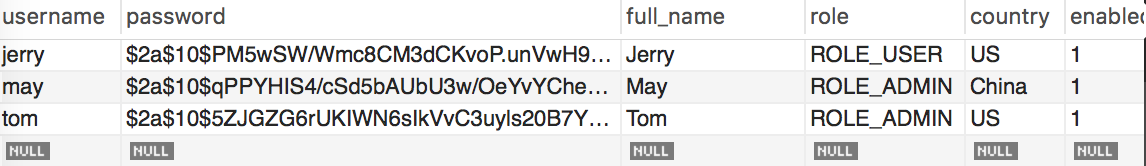 username password full_name role country enabled
jerry $2a$10$PM5wSW/Wmc8CM3dCKvoP.unVwH9... Jerry ROLE_USER US 1
may $2a$10$qPPYHIS4/cSd5bAUbU3w/OeYvYChe... May ROLE_ADMIN China 1
tom $2a$10$5ZJGZG6rUKIWN6sIkVvC3uyls20B7Y... Tom ROLE_ADMIN US 1
NULL NULL NULL NULL NULL NULL